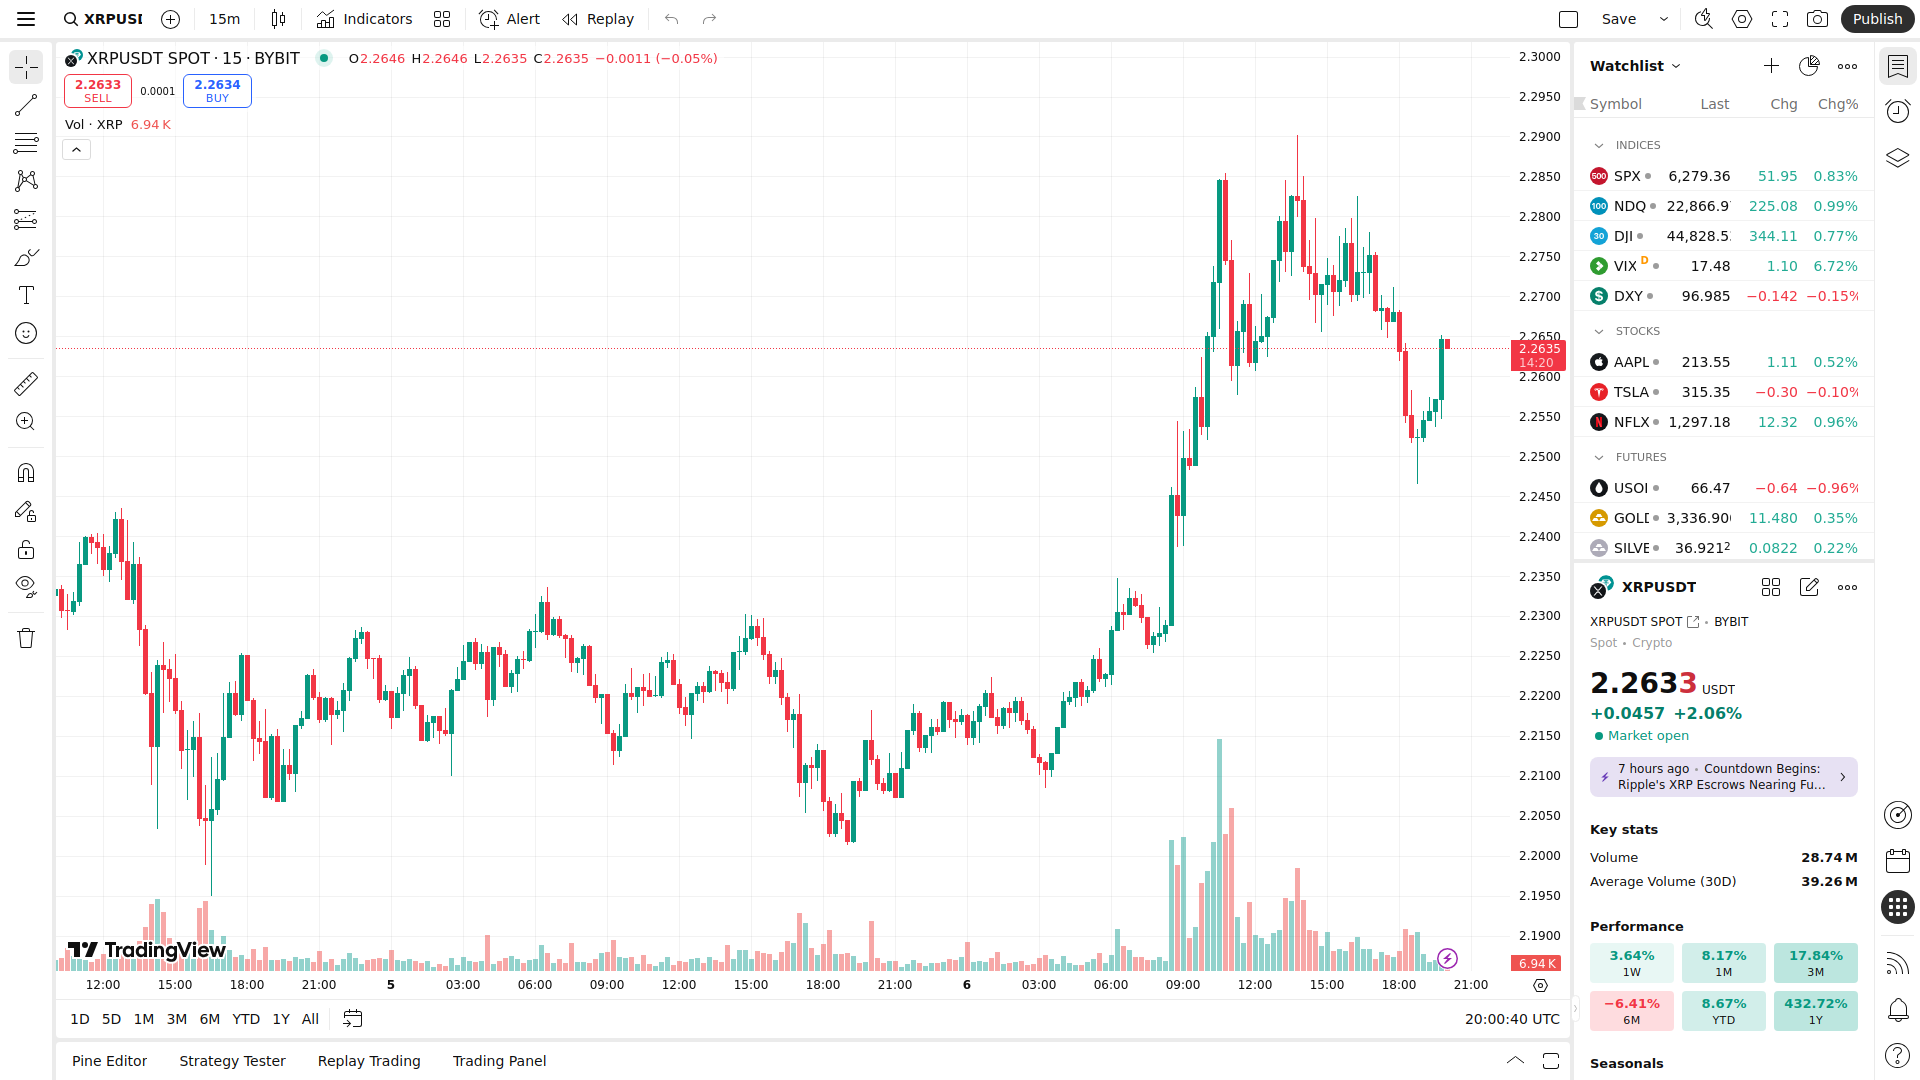 XRPUSD 15m Indicators Alert Replay Save Publish
XRPUSDT SPOT · 15 · BYBIT O2.2646 H2.2646 L2.2635 C2.2635 −0.0011 (−0.05%)
2.2633 SELL 0.0001 2.2634 BUY
Vol · XRP 6.94 K
2.3000
2.2950
2.2900
2.2850
2.2800
2.2750
2.2700
2.2650
2.2635
14:20
2.2600
2.2550
2.2500
2.2450
2.2400
2.2350
2.2300
2.2250
2.2200
2.2150
2.2100
2.2050
2.2000
2.1950
2.1900
6.94 K
TradingView
12:00 15:00 18:00 21:00 5 03:00 06:00 09:00 12:00 15:00 18:00 21:00 6 03:00 06:00 09:00 12:00 15:00 18:00 21:00
1D 5D 1M 3M 6M YTD 1Y All 20:00:40 UTC
Pine Editor Strategy Tester Replay Trading Trading Panel
Watchlist
Symbol Last Chg Chg%
INDICES
500 SPX 6,279.36 51.95 0.83%
100 NDQ 22,866.9 225.08 0.99%
30 DJI 44,828.5 344.11 0.77%
VIX D 17.48 1.10 6.72%
DXY 96.985 −0.142 −0.15%
STOCKS
AAPL 213.55 1.11 0.52%
TSLA −0.30 315.35 −0.10%
NFLX 1,297.18 12.32 0.96%
FUTURES
USOI 66.47 −0.64 −0.96%
GOLD 3,336.90 11.480 0.35%
SILVE 36.921² 0.0822 0.22%
XRPUSDT
XRPUSDT SPOT • BYBIT
Spot • Crypto
2.2633 USDT
+0.0457 +2.06%
Market open
7 hours ago • Countdown Begins:
Ripple's XRP Escrows Nearing Fu...
Key stats
Volume 28.74 M
Average Volume (30D) 39.26 M
Performance
3.64% 8.17% 17.84%
1W 1M 3M
−6.41% 8.67% 432.72%
6M YTD 1Y
Seasonals